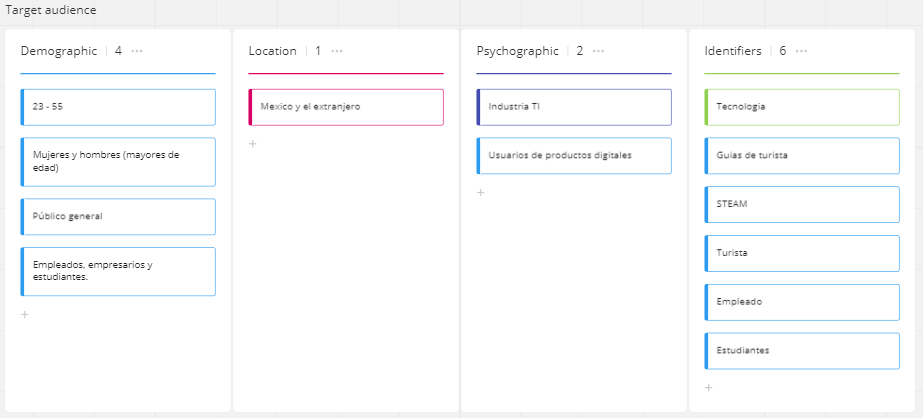 Target audience
Demographic 4 ...
23 - 55
Mujeres y hombres (mayores de
edad)
Público general
Empleados, empresarios y
estudiantes.
+
Location 1 ...
Mexico y el extranjero
+
Psychographic 2 ...
Industria TI
Usuarios de productos digitales
+
Identifiers 6 ...
Tecnologia
Guias de turista
STEAM
Turista
Empleado
Estudiantes
+